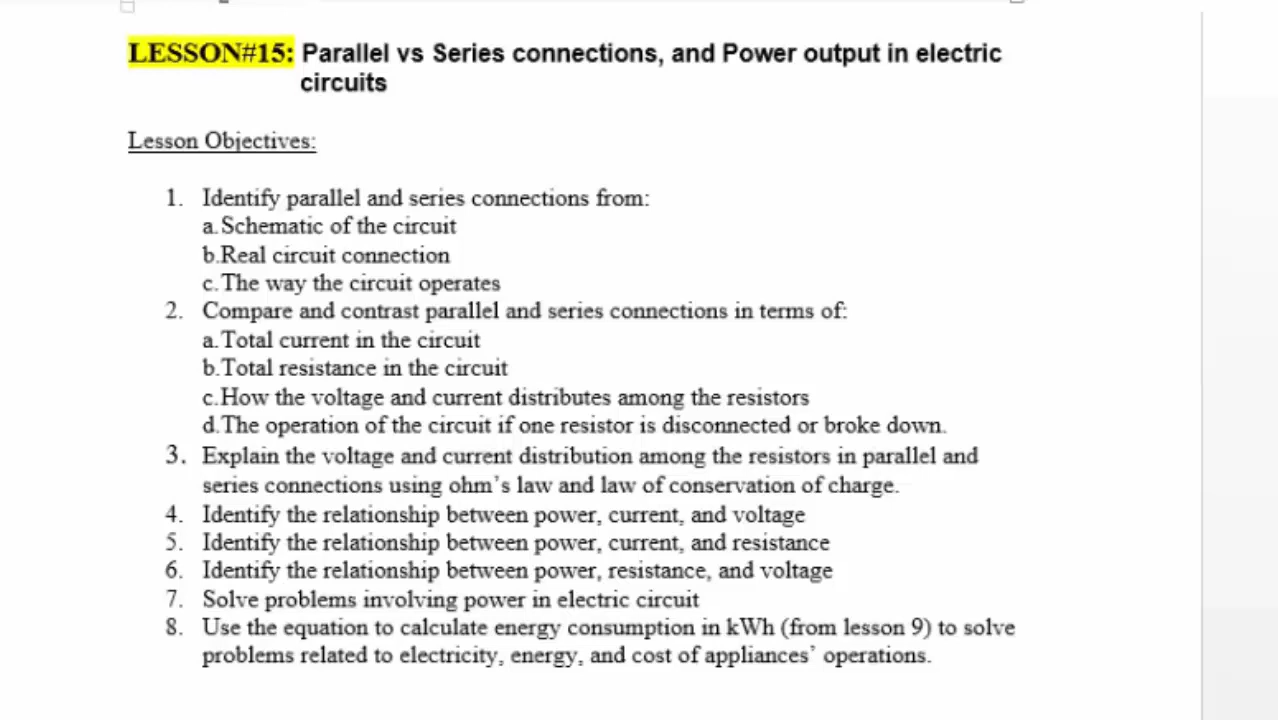 LESSON#15: Parallel vs Series connections, and Power output in electric
circuits
Lesson Objectives:
1. Identify parallel and series connections from:
a.Schematic of the circuit
b.Real circuit connection
c.The way the circuit operates
2. Compare and contrast parallel and series connections in terms of:
a.Total current in the circuit
b.Total resistance in the circuit
c.How the voltage and current distributes among the resistors
d.The operation of the circuit if one resistor is disconnected or broke down.
3. Explain the voltage and current distribution among the resistors in parallel and
series connections using ohm's law and law of conservation of charge.
4. Identify the relationship between power, current, and voltage
5. Identify the relationship between power, current, and resistance
6. Identify the relationship between power, resistance, and voltage
7. Solve problems involving power in electric circuit
8. Use the equation to calculate energy consumption in kWh (from lesson 9) to solve
problems related to electricity, energy, and cost of appliances' operations.